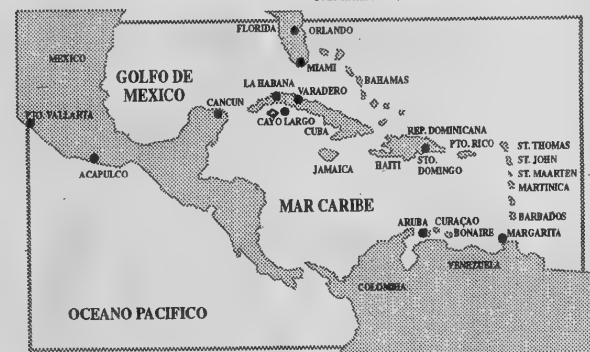 FLORIDA
ORLANDO
MEXICO
MIAMI
GOLFO DE
MEXICO
BAHAMAS
LA HABANA
VARADERO
CANCUN
PTO. VALLARTA
CAYO LARGO
CUBA
REP. DOMINICANA
PTO. RICO
ST. THOMAS
ST. JOHN
ACAPULCO
JAMAICA
HAITI
STO.
DOMINGO
ST. MAARTEN
MARTINICA
MAR CARIBE
BARBADOS
ARUBA
CURAÇAO
BONAIRE
MARGARITA
VENEZUELA
COLOMBIA
OCEANO PACIFICO